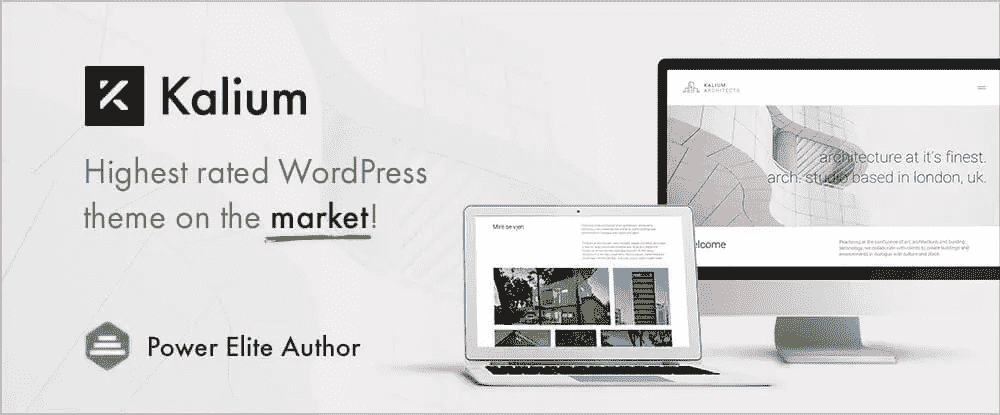 Kalium
Highest rated WordPress
theme on the market!
Power Elite Author
KALIUM
ARCHITECTS
architecture at it's finest.
arch. studio based in london, uk.
elcome
Practicing at the confluence of art, architecture and building
technology, we collaborate with clients to create buildings and
environments in dialogue with culture and place.
Mirë se vjen